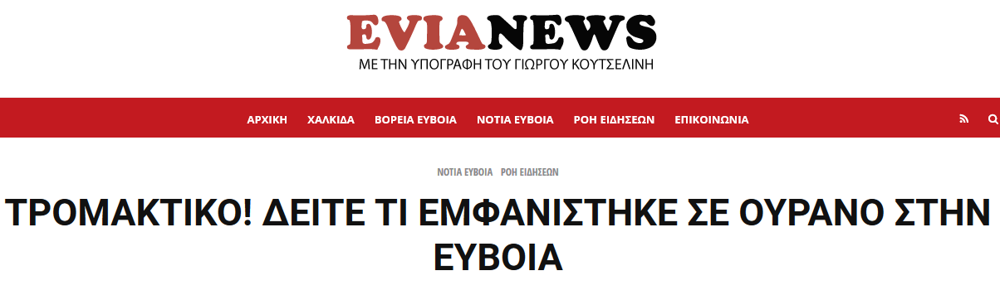 EVIANEWS
ΜΕ ΤΗΝ ΥΠΟΓΡΑΦΗ ΤΟΥ ΓΙΩΡΓΟΥ ΚΟΥΤΣΕΛΙΝΗ
ΑΡΧΙΚΗ ΧΑΛΚΙΔΑ ΒΟΡΕΙΑ ΕΥΒΟΙΑ ΝΟΤΙΑ ΕΥΒΟΙΑ ΡΟΗ ΕΙΔΗΣΕΩΝ ΕΠΙΚΟΙΝΩΝΙΑ
ΝΟΤΙΑ ΕΥΒΟΙΑ ΡΟΗ ΕΙΔΗΣΕΩΝ
ΤΡΟΜΑΚΤΙΚΟ! ΔΕΙΤΕ ΤΙ ΕΜΦΑΝΙΣΤΗΚΕ ΣΕ ΟΥΡΑΝΟ ΣΤΗΝ
ΕΥΒΟΙΑ